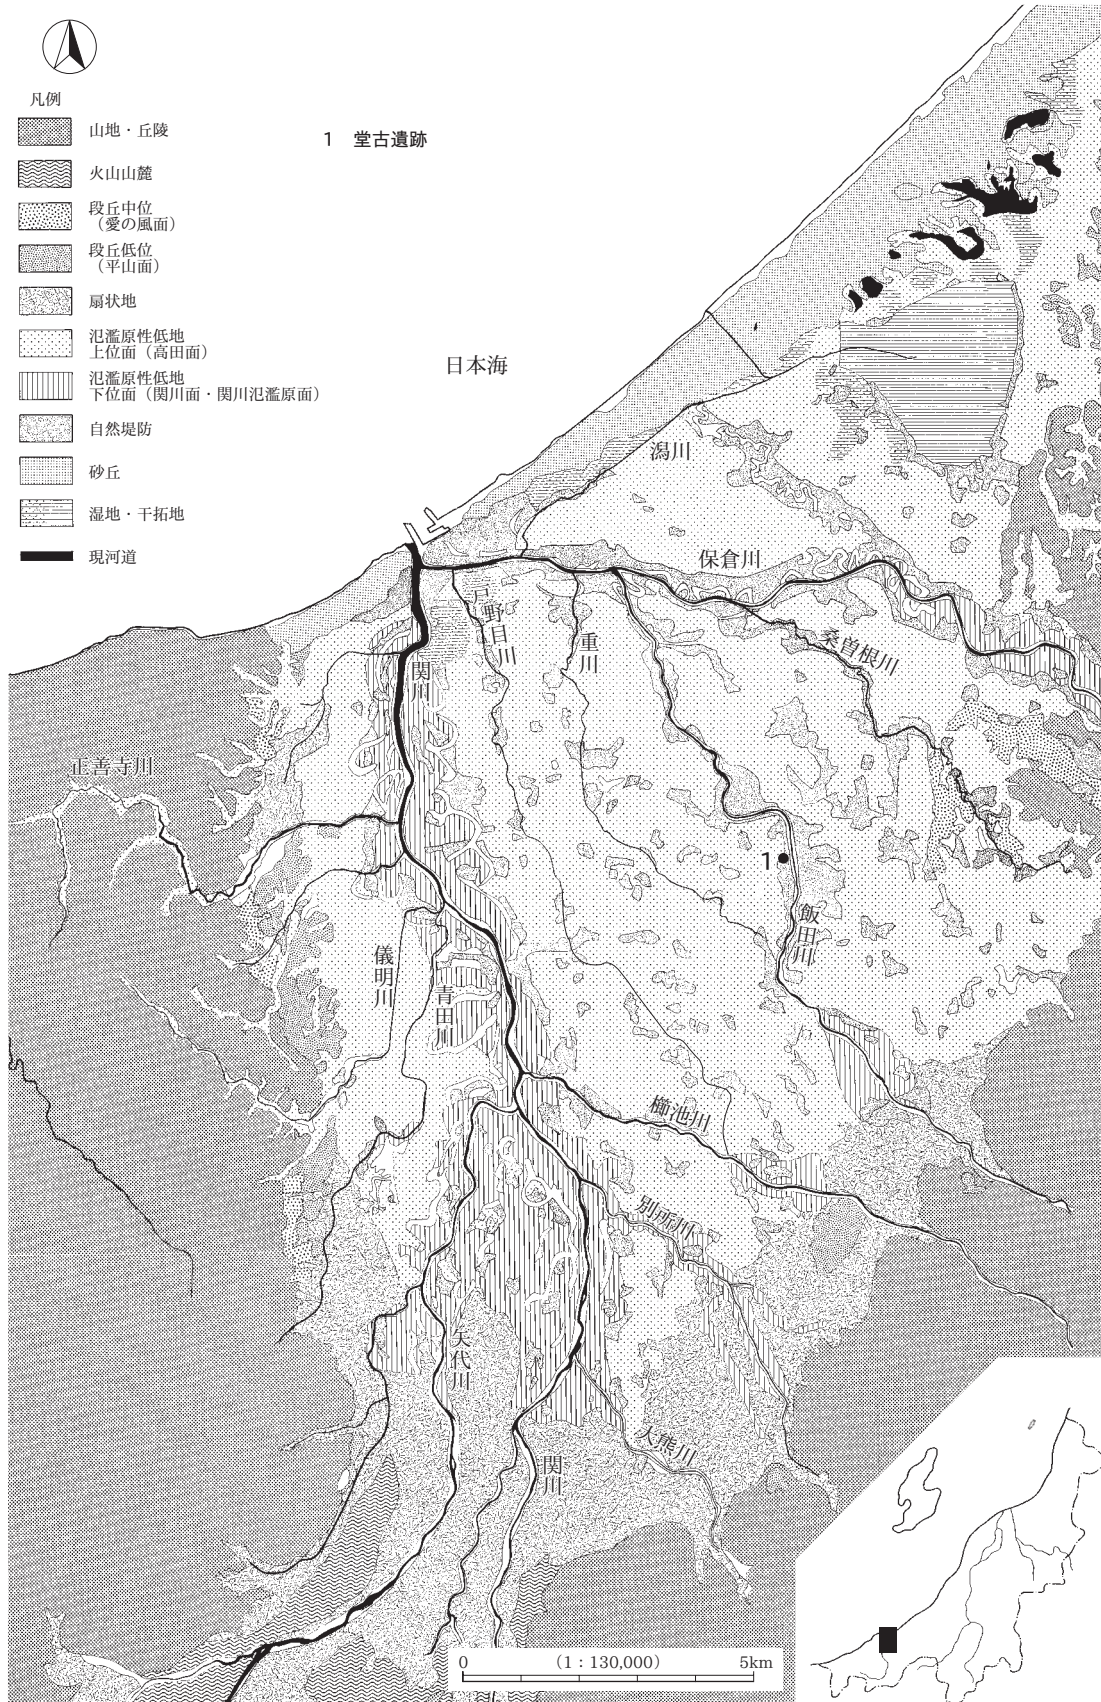 凡例
山地・丘陵
火山山麓
段丘中位
（愛の風面）
段丘低位
（平山面）
扇状地
氾濫原性低地
上位面（高田面）
氾濫原性低地
下位面（関川面・関川氾濫原面）
自然堤防
砂丘
湿地・干拓地
現河道
1 堂古遺跡
日本海
潟川
保倉川
戸野目川
重川
桑曽根川
関川
正善寺川
1
飯田川
儀明川
青田川
櫛池川
別所川
矢代川
大熊川
関川
0 （1：130,000） 5km